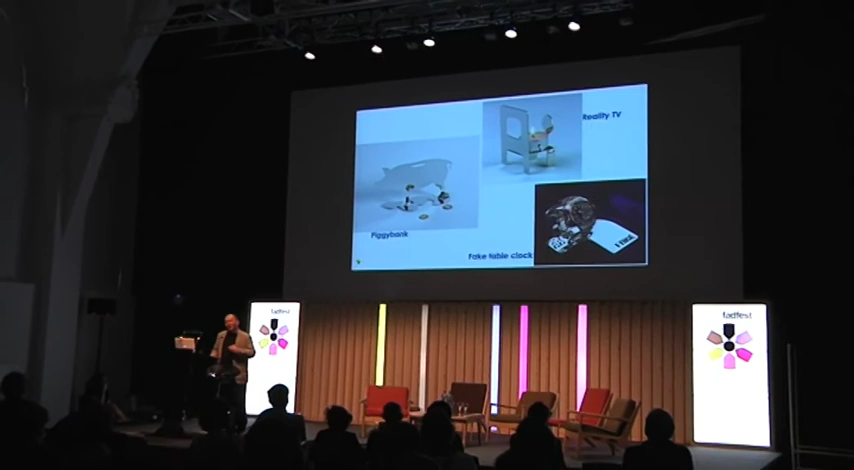 Reality TV
Piggybank
Fake table clock
fadfest
fadfest